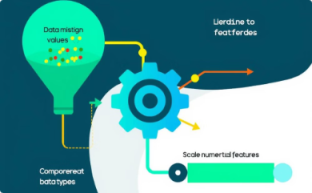 Data mistign
values
Lierdine to
featferdes
Comporereat
bata types
Scale numertal features